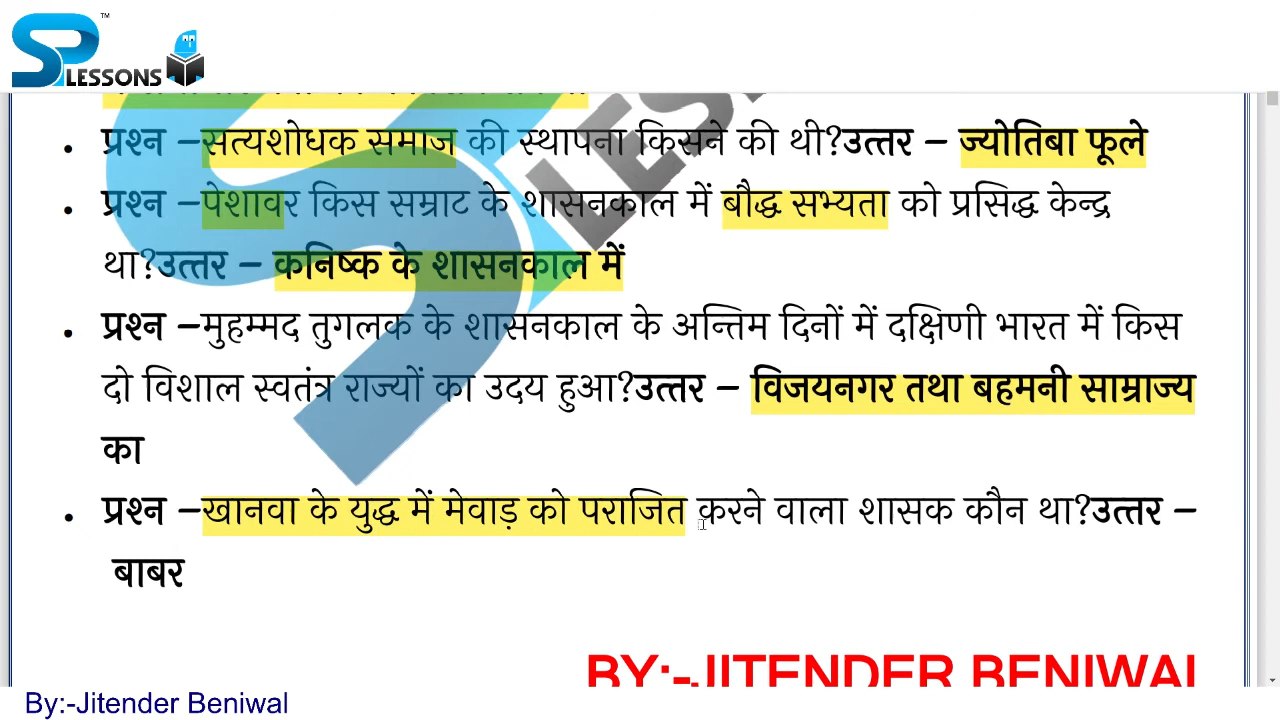 SP LESSONS ™
प्रश्न –सत्यशोधक समाज की स्थापना किसने की थी?उत्तर – ज्योतिबा फूले
प्रश्न –पेशावर किस सम्राट के शासनकाल में बौद्ध सभ्यता को प्रसिद्ध केन्द्र
था?उत्तर – कनिष्क के शासनकाल में
प्रश्न –मुहम्मद तुगलक के शासनकाल के अन्तिम दिनों में दक्षिणी भारत में किस
दो विशाल स्वतंत्र राज्यों का उदय हुआ?उत्तर – विजयनगर तथा बहमनी साम्राज्य
का
प्रश्न –खानवा के युद्ध में मेवाड़ को पराजित करने वाला शासक कौन था?उत्तर –
बाबर
BY:-JITENDER BENIWAL
By:-Jitender Beniwal